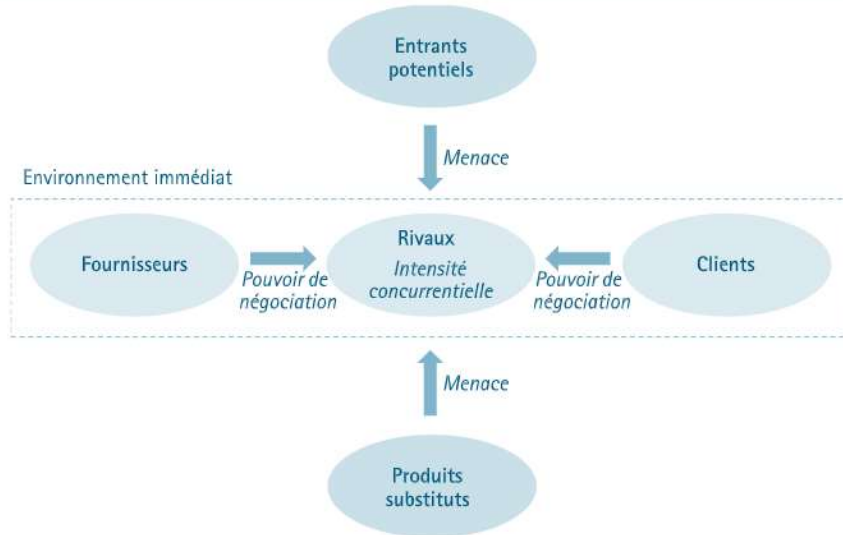 Entrants
potentiels
Menace
Environnement immédiat
Fournisseurs
Pouvoir de
négociation
Rivaux
Intensité
concurrentielle
Pouvoir de
négociation
Clients
Menace
Produits
substituts